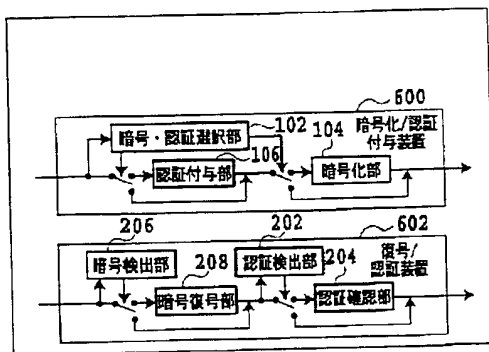 600
暗号・認証選択部
102
104
暗号化/認証
付与装置
106
認証付与部
暗号化部
206
202
602
暗号検出部
208
認証検出部
204
復号/
認証装置
暗号復号部
認証確認部